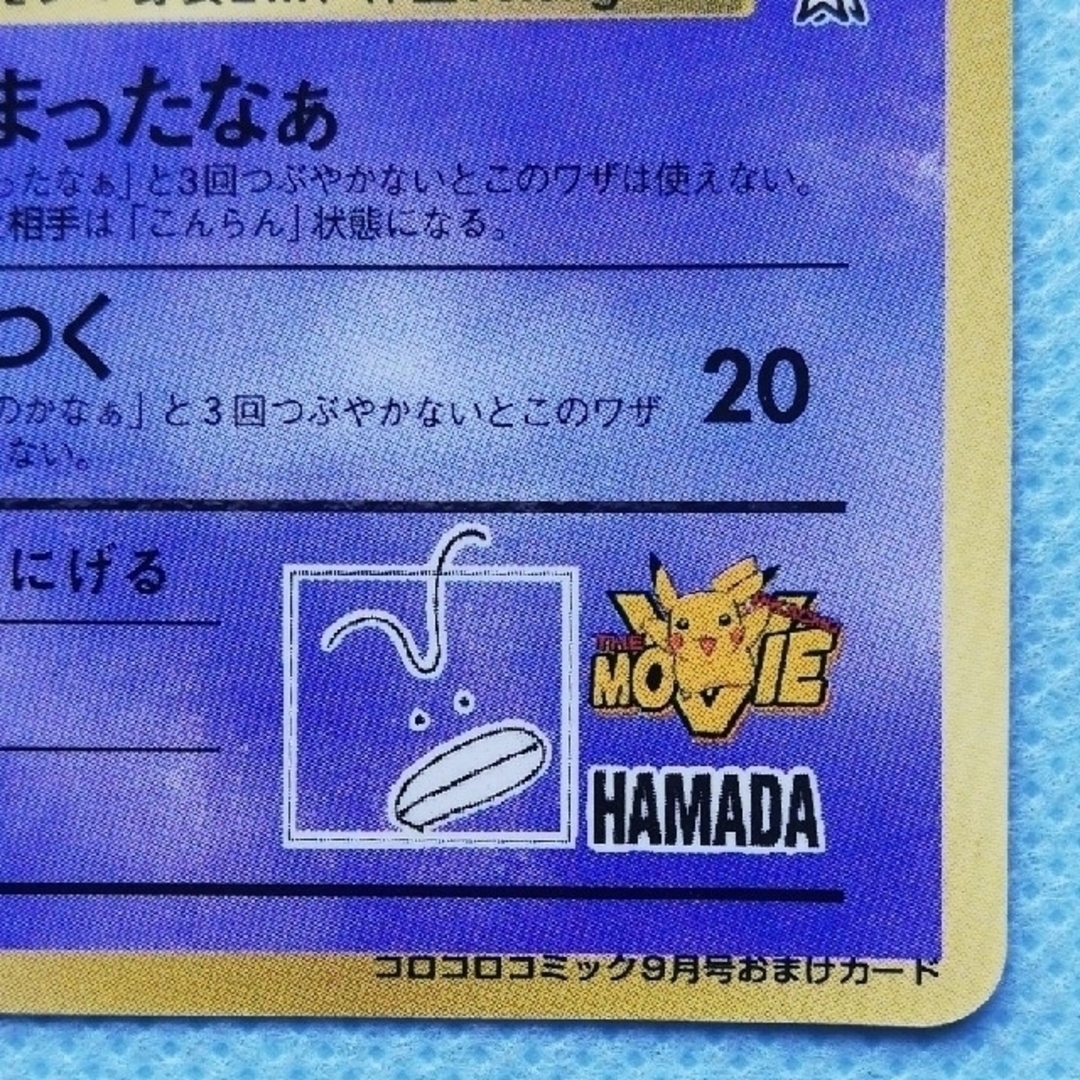 まったなぁ
ったなぁ」と3回つぶやかないとこのワザは使えない。
相手は「こんらん」状態になる。
つく
20
のかなぁ」と3回つぶやかないとこのワザ
ない。
にげる
THE
MOVIE
HAMADA
コロコロコミック9月号おまけカード